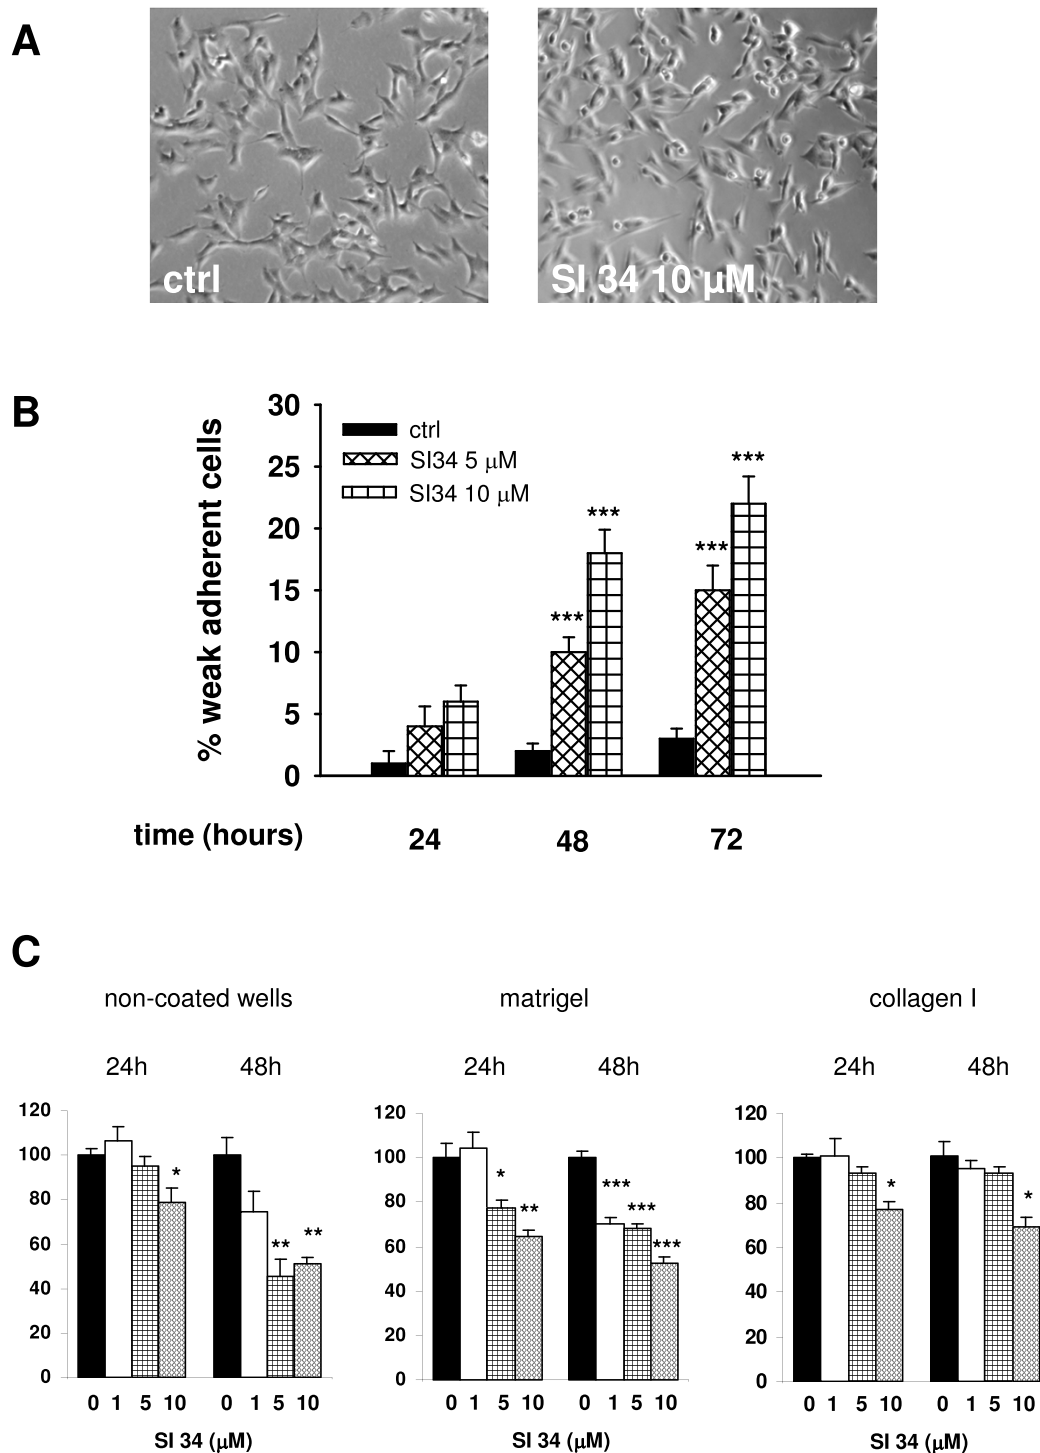 A
ctrl
SI 34 10 µM
B
% weak adherent cells
30
25
20
15
10
5
0
ctrl
SI34 5 µM
SI34 10 µM
***
***
***
***
time (hours)
24
48
72
C
non-coated wells
matrigel
collagen I
24h
48h
24h
48h
24h
48h
120
100
80
60
40
20
0
*
**
**
0 1 5 10
0 1 5 10
SI 34 (µM)
120
100
80
60
40
20
0
*
**
***
***
***
0 1 5 10
0 1 5 10
SI 34 (µM)
120
100
80
60
40
20
0
*
*
0 1 5 10
0 1 5 10
SI 34 (µM)